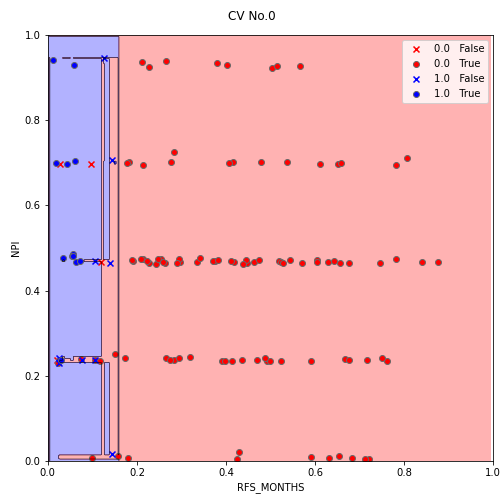 CV No.0
1.0
0.0 False
0.0 True
1.0 False
1.0 True
0.8
0.6
NPI
0.4
0.2
0.0
0.0 0.2 0.4 0.6 0.8 1.0
RFS_MONTHS